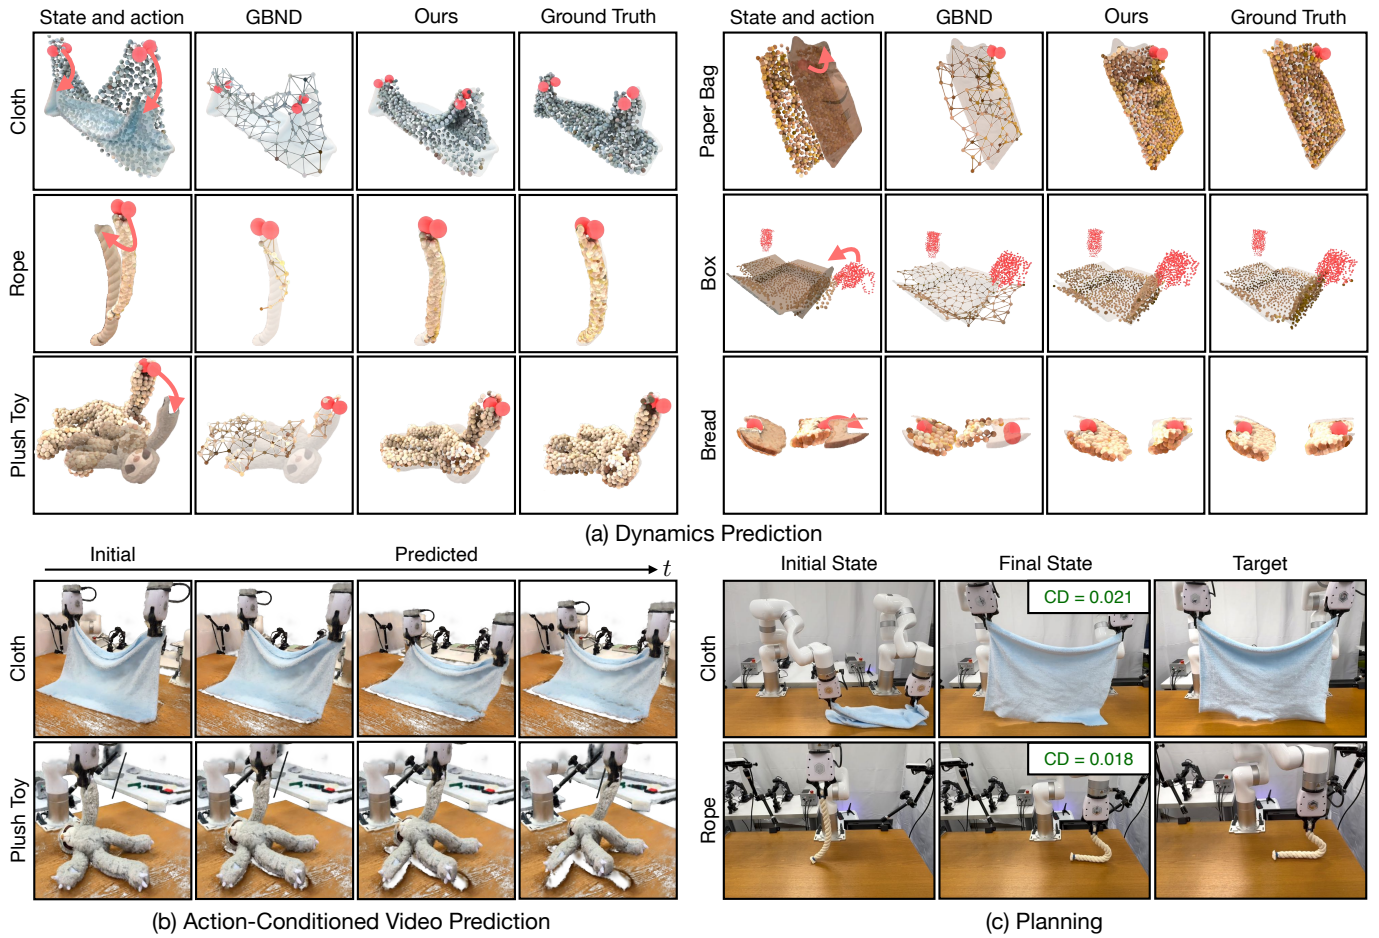 State and action GBND Ours Ground Truth State and action GBND Ours Ground Truth
Cloth
Paper Bag
Rope
Box
Plush Toy
Bread
(a) Dynamics Prediction
Initial Predicted t
Initial State Final State Target
Cloth
Cloth
CD = 0.021
Plush Toy
Rope
CD = 0.018
(b) Action-Conditioned Video Prediction
(c) Planning